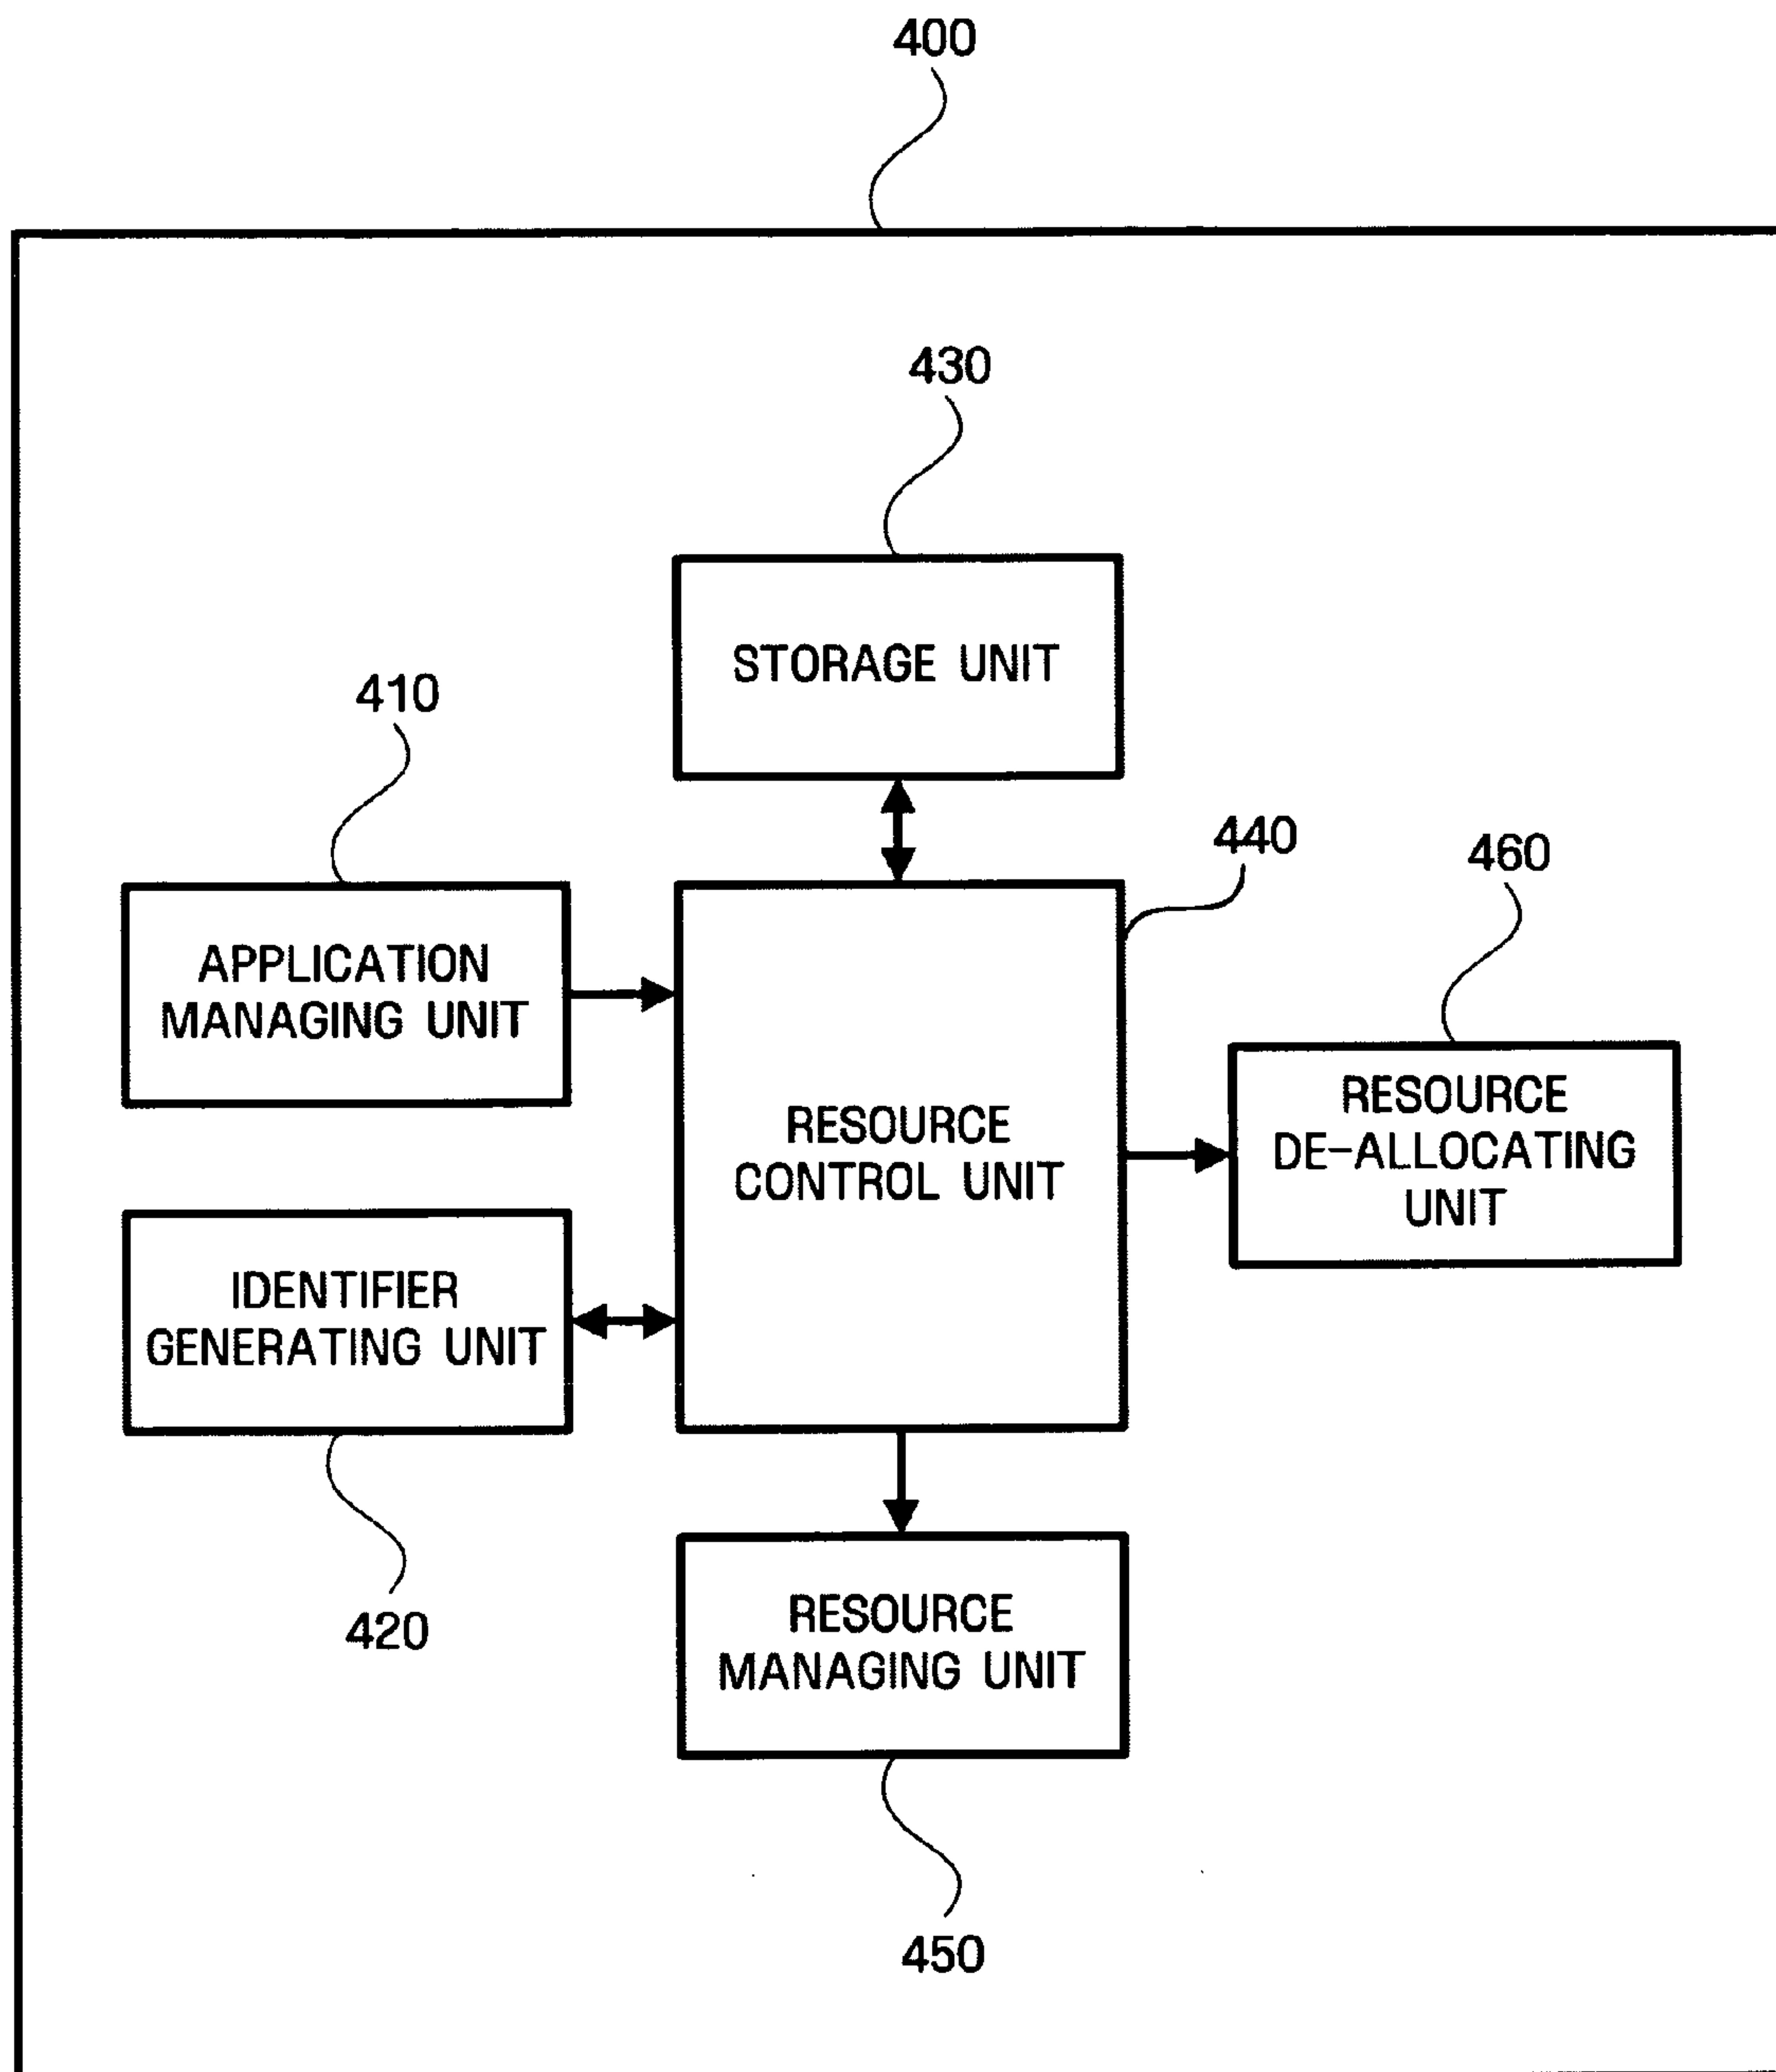 400
430
STORAGE UNIT
410
440
460
APPLICATION
MANAGING UNIT
RESOURCE
CONTROL UNIT
RESOURCE
DE-ALLOCATING
UNIT
IDENTIFIER
GENERATING UNIT
420
RESOURCE
MANAGING UNIT
450